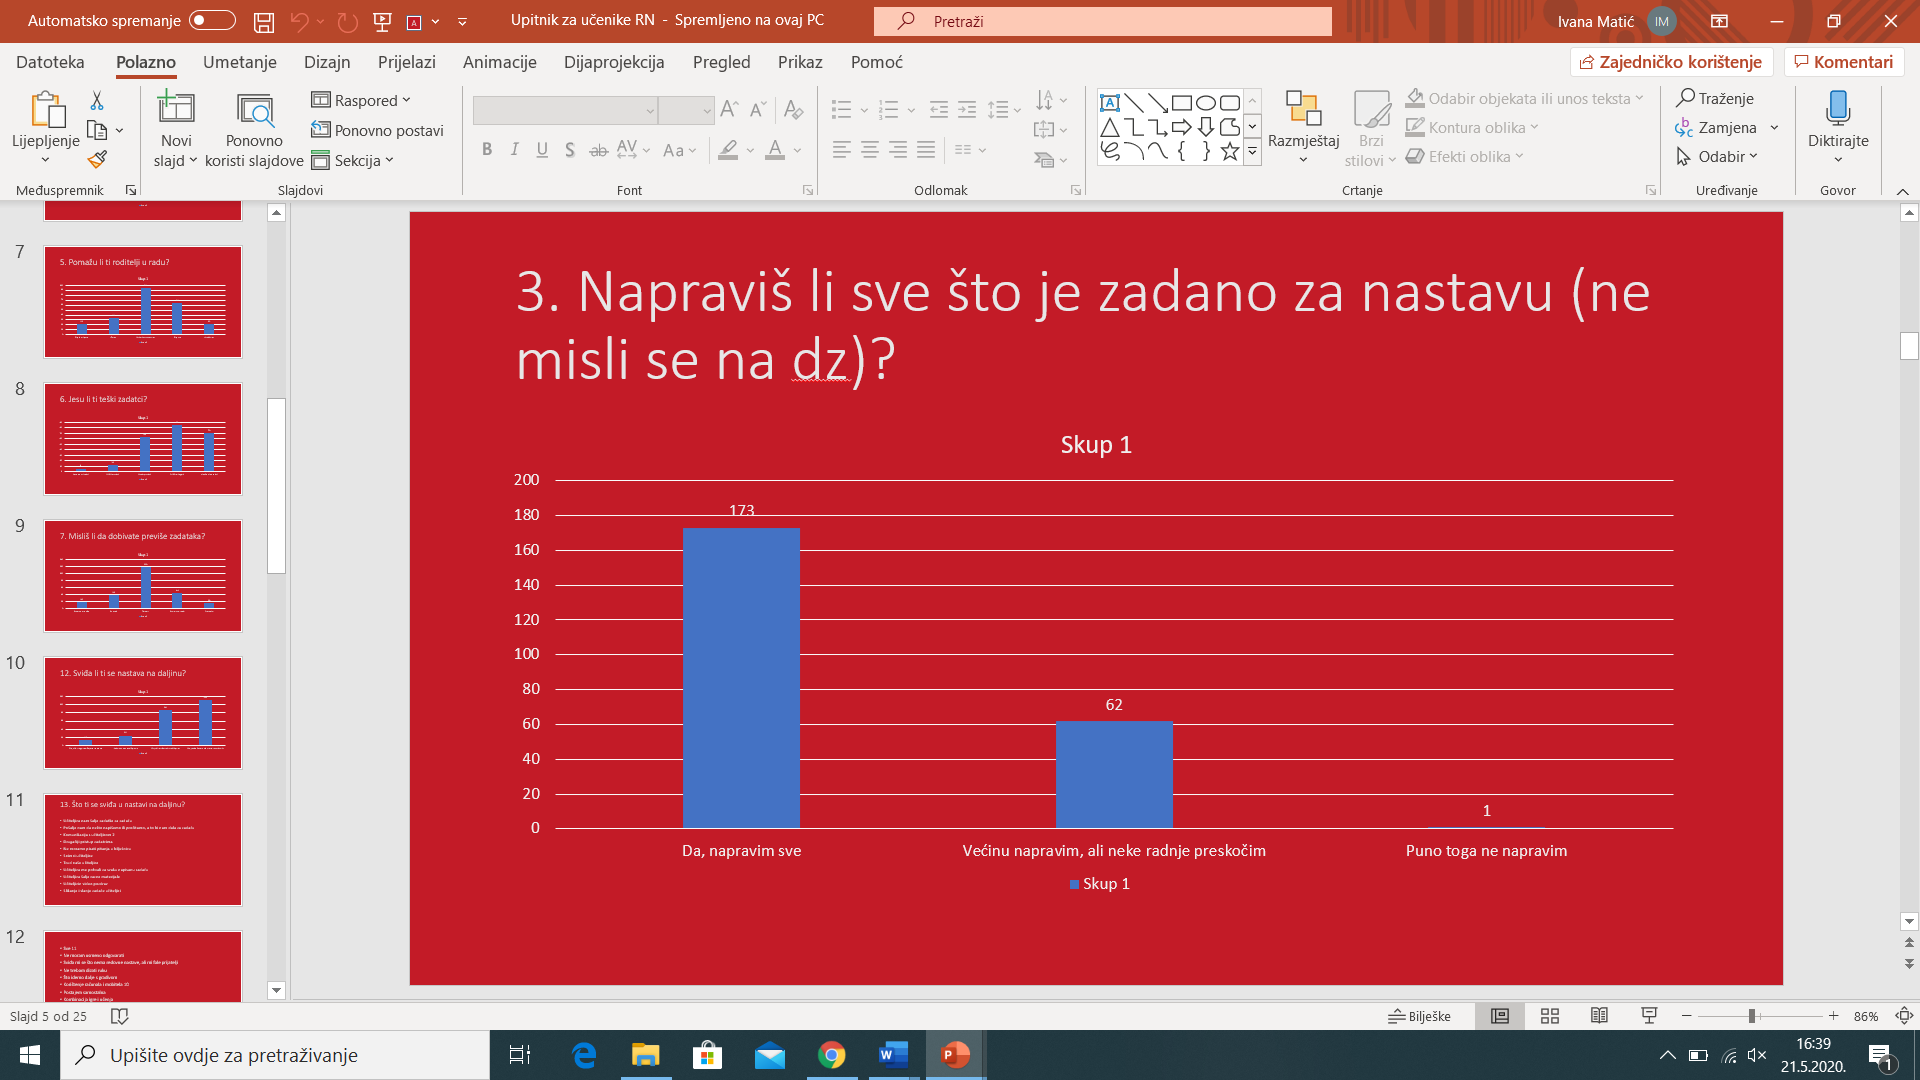 Automatsko spremanje
Upitnik za učenike RN - Spremljeno na ovaj PC
Pretraži
Ivana Matić
IM
Datoteka Polazno Umetanje Dizajn Prijelazi Animacije Dijaprojekcija Pregled Prikaz Pomoć
Zajedničko korištenje
Komentari
Lijepljenje
Međuspremnik
Novi slajd
Ponovno koristi slajdove
Raspored
Ponovno postavi
Sekcija
Slajdovi
B I U S ab AV Aa A
Font
Odlomak
Razmještaj
Brzi stilovi
Odabir objekata ili unos teksta
Kontura oblika
Efekti oblika
Crtanje
Traženje
Zamjena
Odabir
Uređivanje
Diktirajte
Govor
7
5. Pomažu li ti roditelji u radu?
8
6. Jesu li ti teški zadatci?
9
7. Misliš li da dobivate previše zadataka?
10
12. Sviđa li ti se nastava na daljinu?
11
13. Što ti se sviđa u nastavi na daljinu?
12
3. Napraviš li sve što je zadano za nastavu (ne
misli se na dz)?
Skup 1
200
180
160
140
120
100
80
60
40
20
0
173
62
1
Da, napravim sve
Većinu napravim, ali neke radnje preskočim
Puno toga ne napravim
Skup 1
Slajd 5 od 25
Bilješke
86%
Upišite ovdje za pretraživanje
16:39
21.5.2020.
1